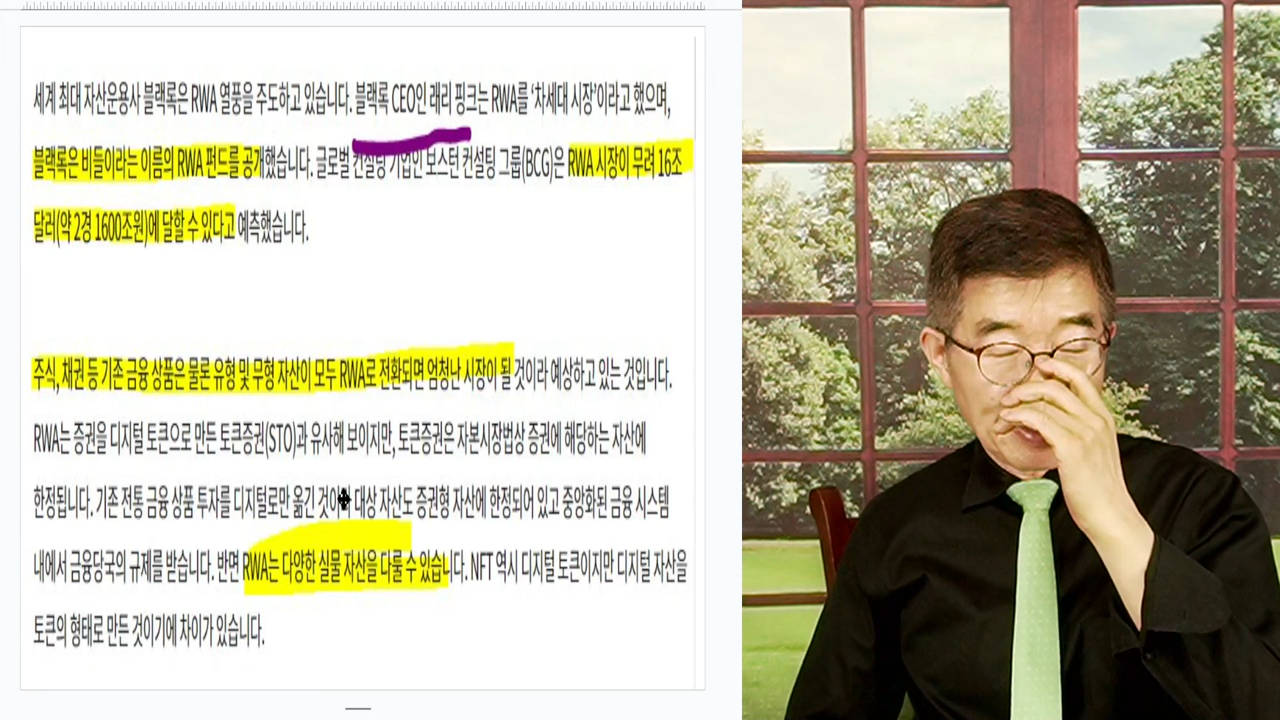 세계 최대 자산운용사 블랙록은 RWA 열풍을 주도하고 있습니다. 블랙록 CEO인 래리 핑크는 RWA를 ‘차세대 시장’이라고 했으며,
블랙록은 비들이라는 이름의 RWA 펀드를 공개했습니다. 글로벌 컨설팅 기업인 보스턴 컨설팅 그룹(BCG)은 RWA 시장이 무려 16조
달러(약 2경 1600조원)에 달할 수 있다고 예측했습니다.
주식, 채권 등 기존 금융 상품은 물론 유형 및 무형 자산이 모두 RWA로 전환되면 엄청난 시장이 될 것이라 예상하고 있는 것입니다.
RWA는 증권을 디지털 토큰으로 만든 토큰증권(STO)과 유사해 보이지만, 토큰증권은 자본시장법상 증권에 해당하는 자산에
한정됩니다. 기존 전통 금융 상품 투자를 디지털로만 옮긴 대상 자산도 증권형 자산에 한정되어 있고 중앙화된 금융 시스템
내에서 금융당국의 규제를 받습니다. 반면 RWA는 다양한 실물 자산을 다룰 수 있습니다. NFT 역시 디지털 토큰이지만 디지털 자산을
토큰의 형태로 만든 것이기에 차이가 있습니다.